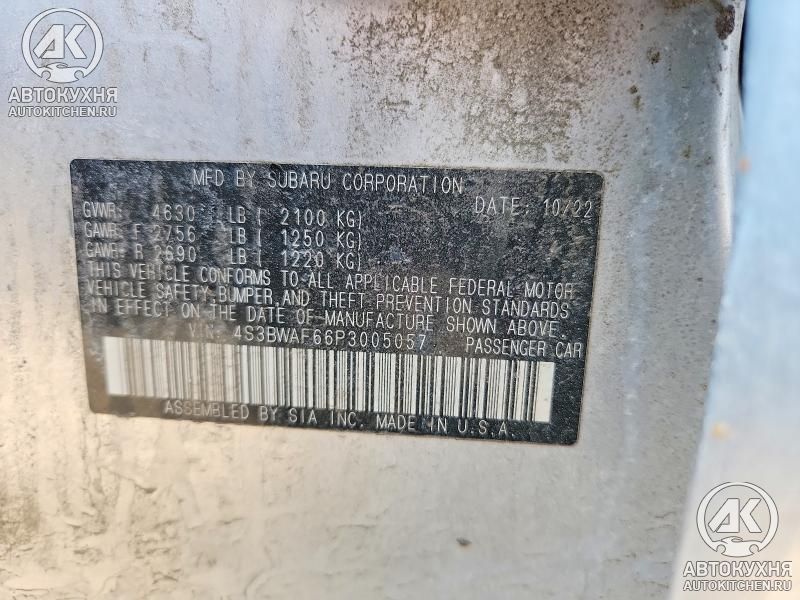 AK
АВТОКУХНЯ
AUTOKITCHEN.RU
MFD BY SUBARU CORPORATION DATE: 10/22
GVWR: 4630 LB ( 2100 KG)
GAWR: F 2756 LB ( 1250 KG)
GAWR: R 2690 LB ( 1220 KG)
THIS VEHICLE CONFORMS TO ALL APPLICABLE FEDERAL MOTOR
VEHICLE SAFETY, BUMPER, AND THEFT PREVENTION STANDARDS
IN EFFECT ON THE DATE OF MANUFACTURE SHOWN ABOVE.
VIN: 4S3BWAF66P3005057 PASSENGER CAR
ASSEMBLED BY SIA INC. MADE IN U.S.A.
AK
АВТОКУХНЯ
AUTOKITCHEN.RU